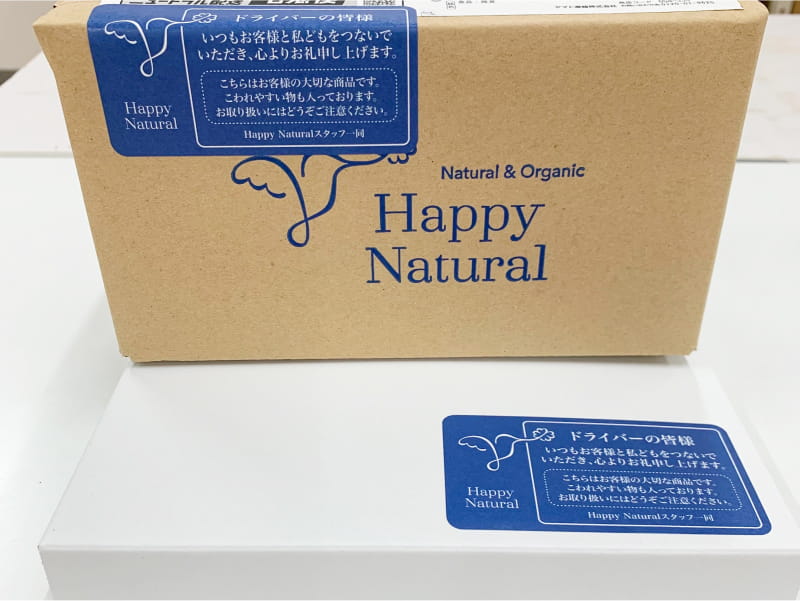 ドライバーの皆様
いつもお客様と私どもをつないで
いただき、心よりお礼申し上げます。
こちらはお客様の大切な商品です。
こわれやすい物も入っております。
お取り扱いにはどうぞご注意ください。
Happy
Natural
Happy Naturalスタッフ一同
Natural & Organic
Happy
Natural
ドライバーの皆様
いつもお客様と私どもをつないで
いただき、心よりお礼申し上げます。
こちらはお客様の大切な商品です。
こわれやすい物も入っております。
お取り扱いにはどうぞご注意ください。
Happy
Natural
Happy Naturalスタッフ一同